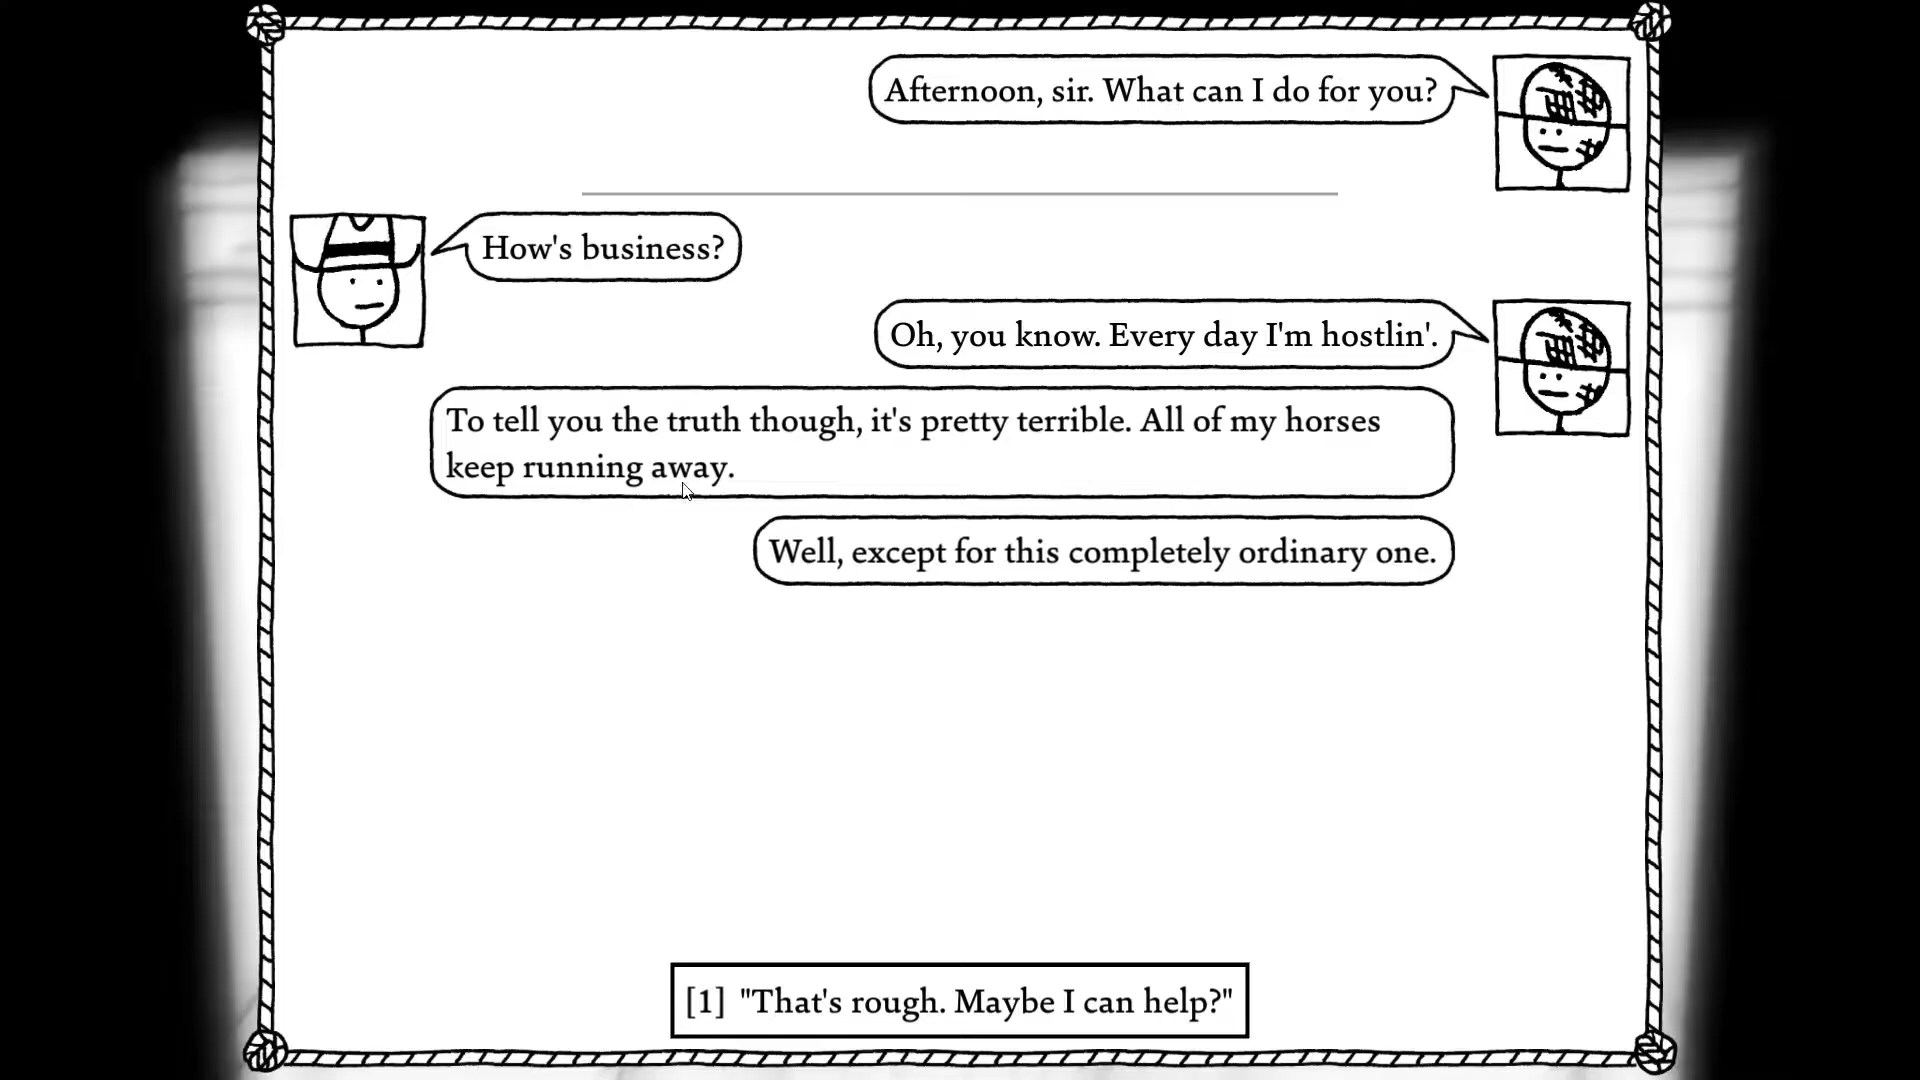 Afternoon, sir. What can I do for you?
How's business?
Oh, you know. Every day I'm hostlin'.
To tell you the truth though, it's pretty terrible. All of my horses
keep running away.
Well, except for this completely ordinary one.
[1] "That's rough. Maybe I can help?"